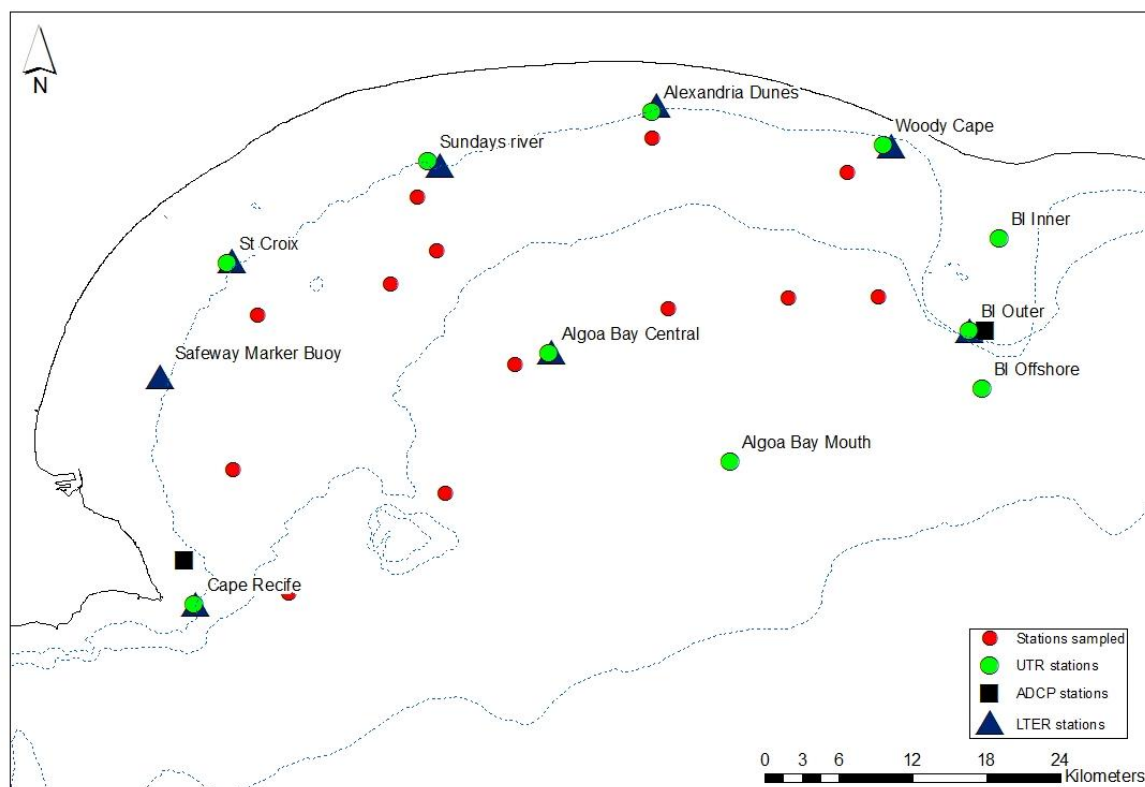 N
Alexandria Dunes
Woody Cape
Sundays river
BI Inner
St Croix
BI Outer
Algoa Bay Central
Safeway Marker Buoy
BI Offshore
Algoa Bay Mouth
Cape Recife
Stations sampled
UTR stations
ADCP stations
LTER stations
0 3 6 12 18 24
Kilometers